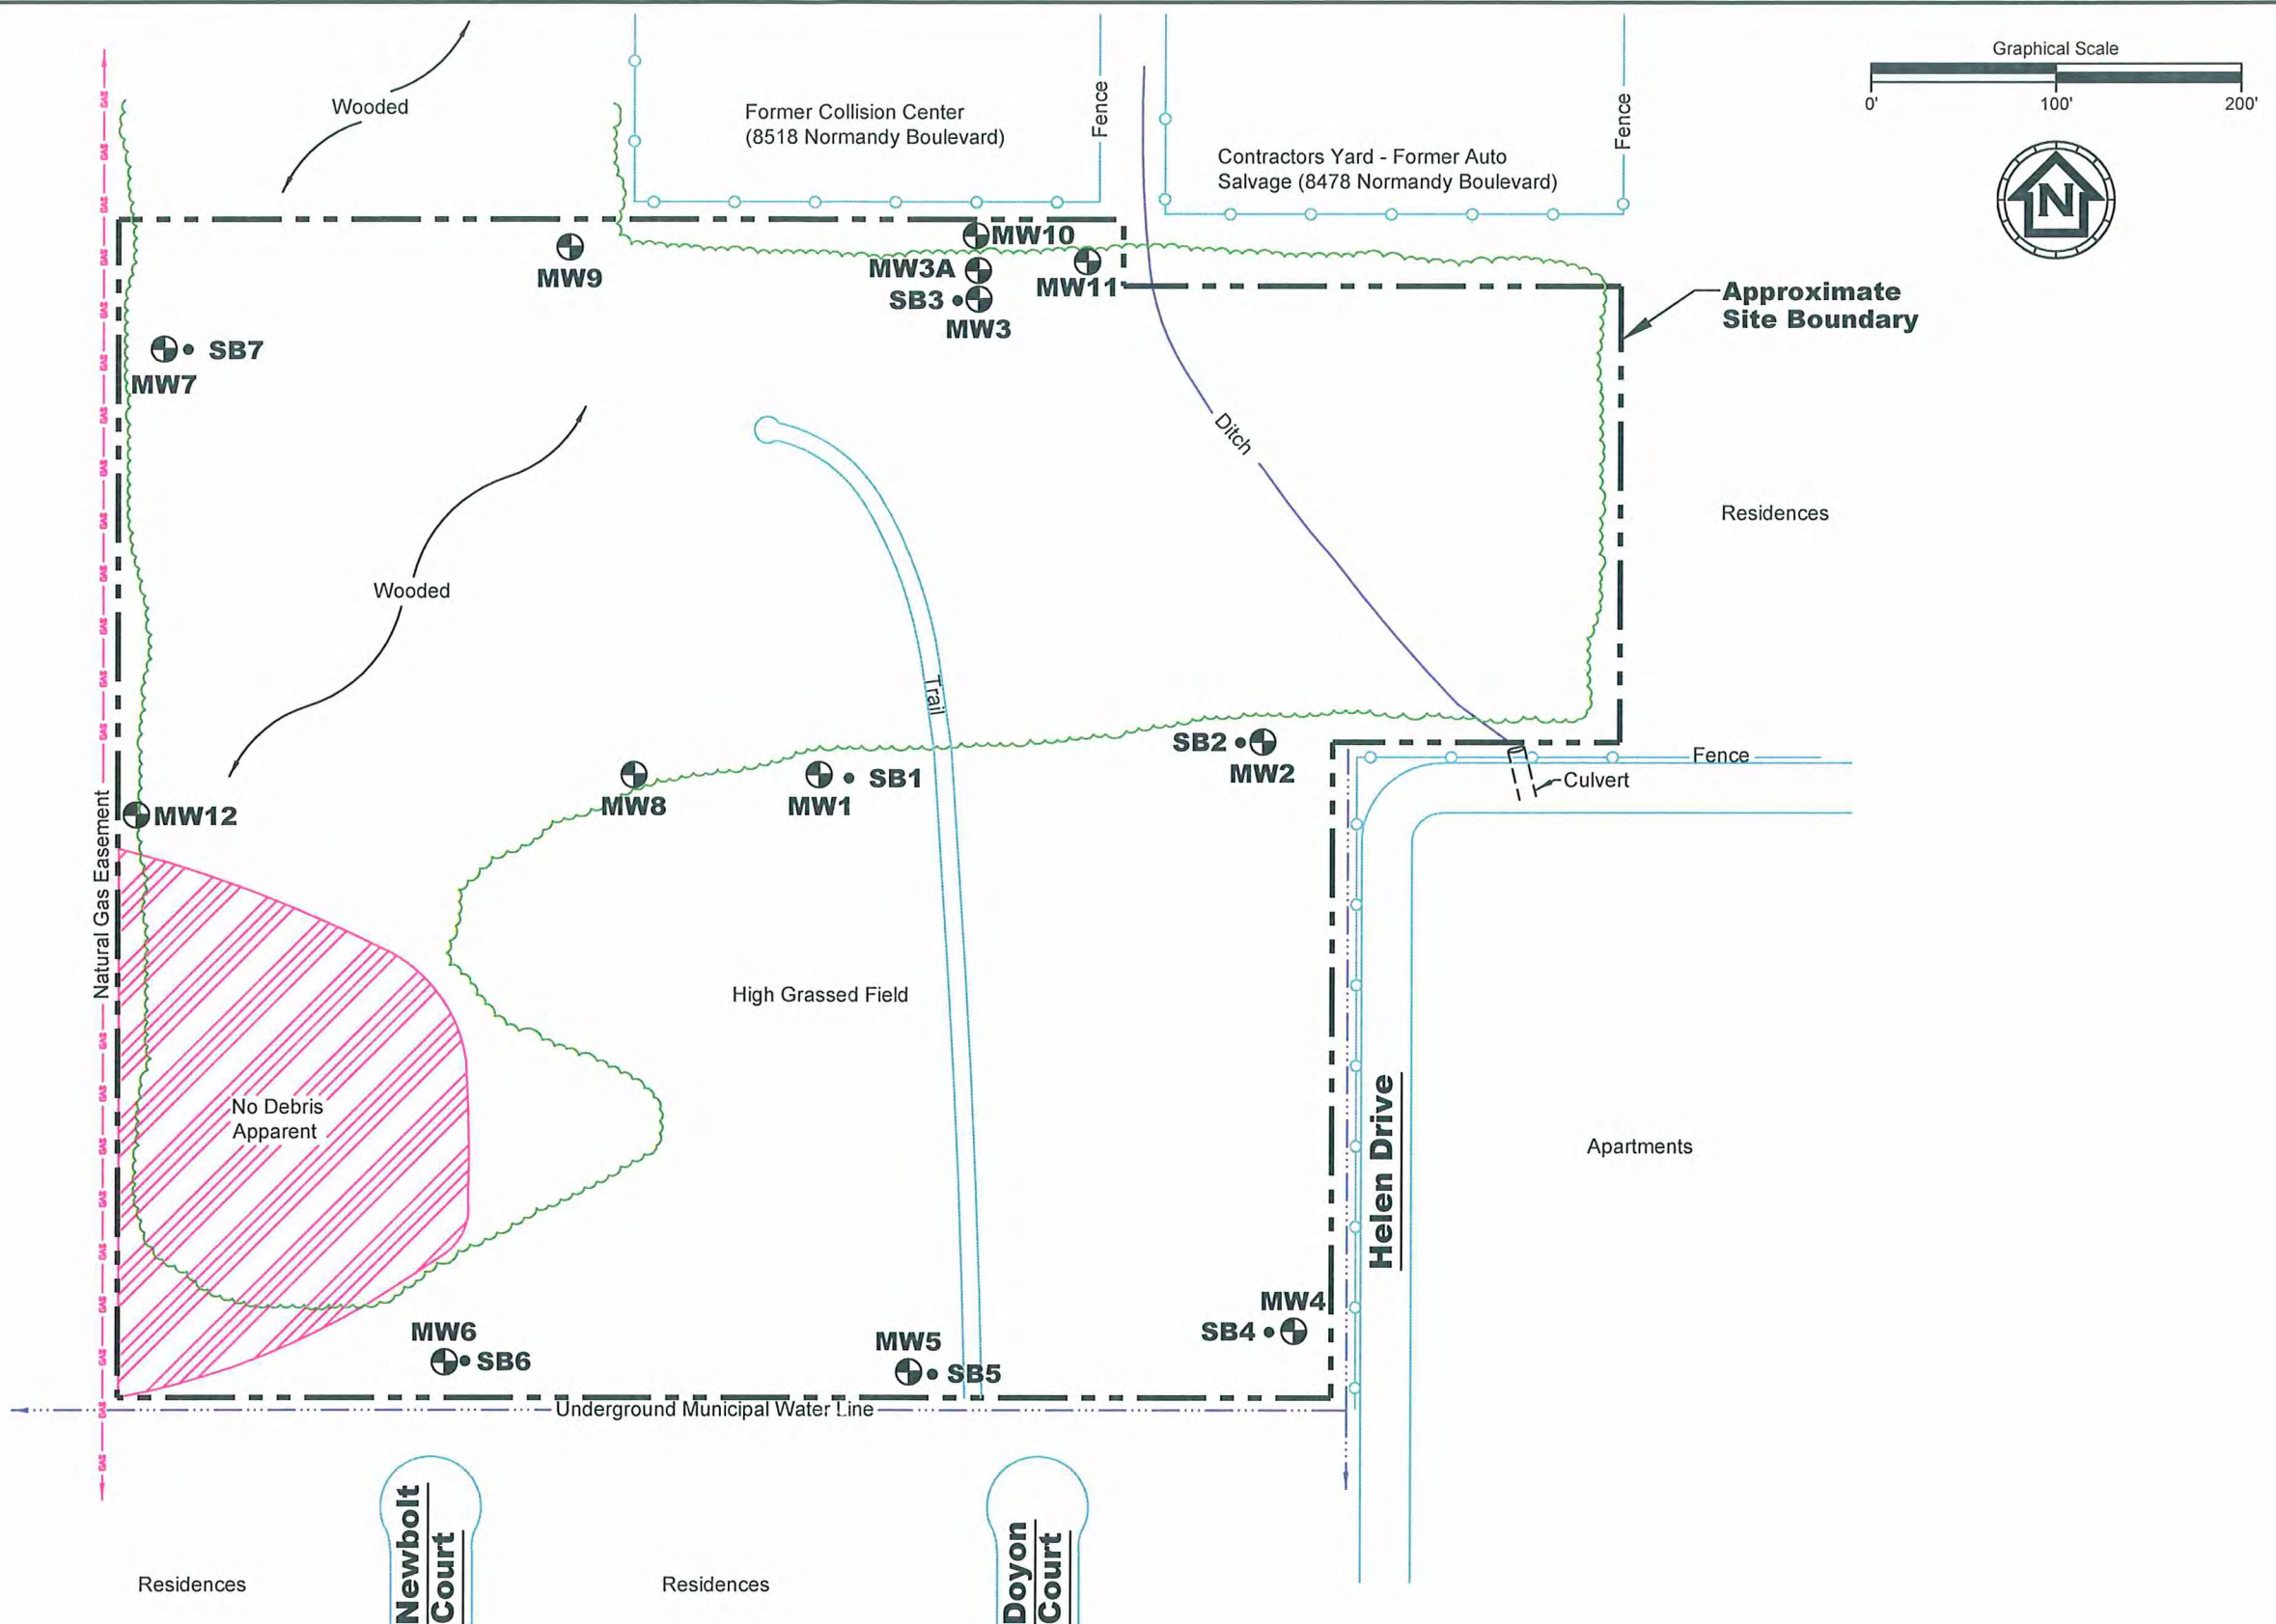 Graphical Scale
0'
100'
200'
N
Wooded
Former Collision Center
(8518 Normandy Boulevard)
Fence
Contractors Yard - Former Auto
Salvage (8478 Normandy Boulevard)
Fence
MW10
MW9
MW3A
MW11
SB3
MW3
Approximate
Site Boundary
SB7
MW7
Ditch
Residences
Wooded
Trail
SB2
MW2
Fence
Culvert
SB1
MW8
MW1
MW12
Natural Gas Easement
GAS
High Grassed Field
No Debris
Apparent
Helen Drive
Apartments
MW4
SB4
MW6
SB6
MW5
SB5
Underground Municipal Water Line
Newbolt
Court
Doyon
Court
Residences
Residences